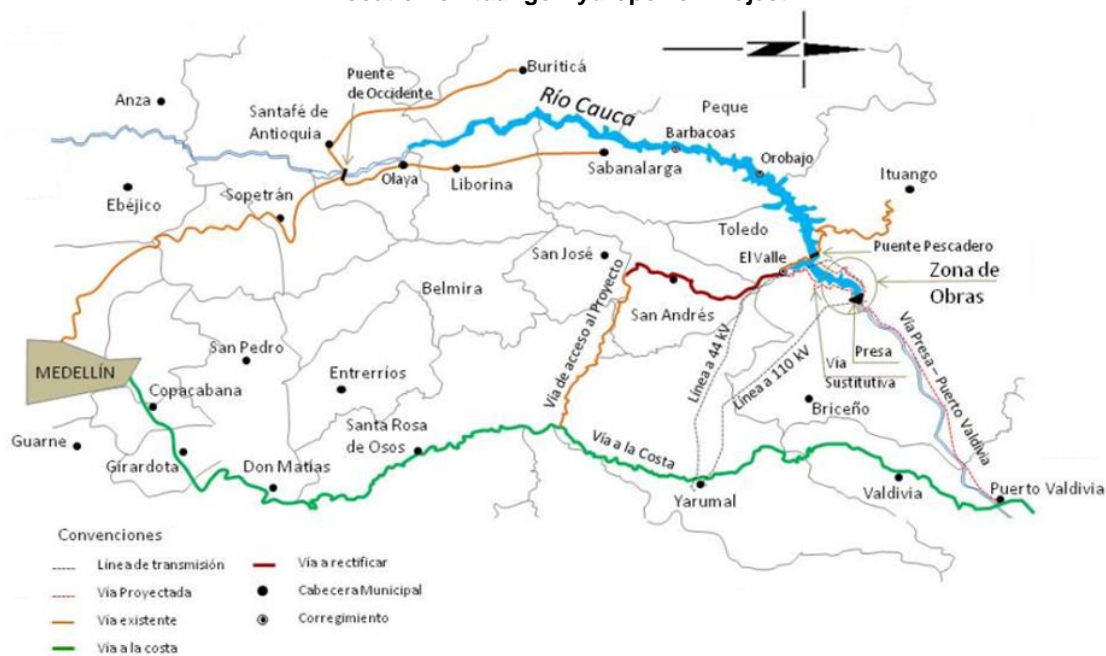 Anza
Buriticá
Puente
de Occidente
Santafé de
Antioquia
Río Cauca
Peque
Barbacoas
Orobajo
Ituango
Olaya
Liborina
Sabanalarga
Ebéjico
Sopetrán
Toledo
Puente Pescadero
San José
El Valle
Zona de
Obras
Belmira
San Andrés
Vía de acceso al Proyecto
Línea a 44 kV
Línea a 110 kV
Vía
Sustitutiva
Presa
Vía Presa – Puerto Valdivia
MEDELLÍN
San Pedro
Copacabana
Entrerríos
Briceño
Guarne
Girardota
Don Matías
Santa Rosa
de Osos
Vía a la Costa
Yarumal
Valdivia
Puerto Valdivia
Convenciones
Línea de transmisión
Vía Proyectada
Vía existente
Vía a la costa
Vía a rectificar
Cabecera Municipal
Corregimiento